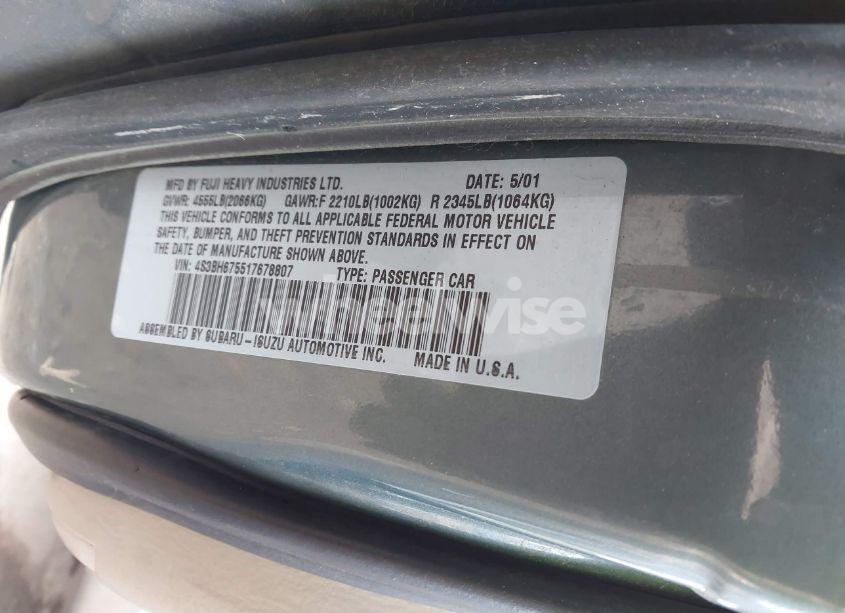 MFD BY FUJI HEAVY INDUSTRIES LTD. DATE: 5/01
GVWR: 4555LB(2066KG) GAWR:F 2210LB(1002KG) R 2345LB(1064KG)
THIS VEHICLE CONFORMS TO ALL APPLICABLE FEDERAL MOTOR VEHICLE
SAFETY, BUMPER, AND THEFT PREVENTION STANDARDS IN EFFECT ON
THE DATE OF MANUFACTURE SHOWN ABOVE.
VIN: 4S3BH675517678807 TYPE: PASSENGER CAR
wheelwise
ASSEMBLED BY SUBARU-ISUZU AUTOMOTIVE INC. MADE IN U.S.A.